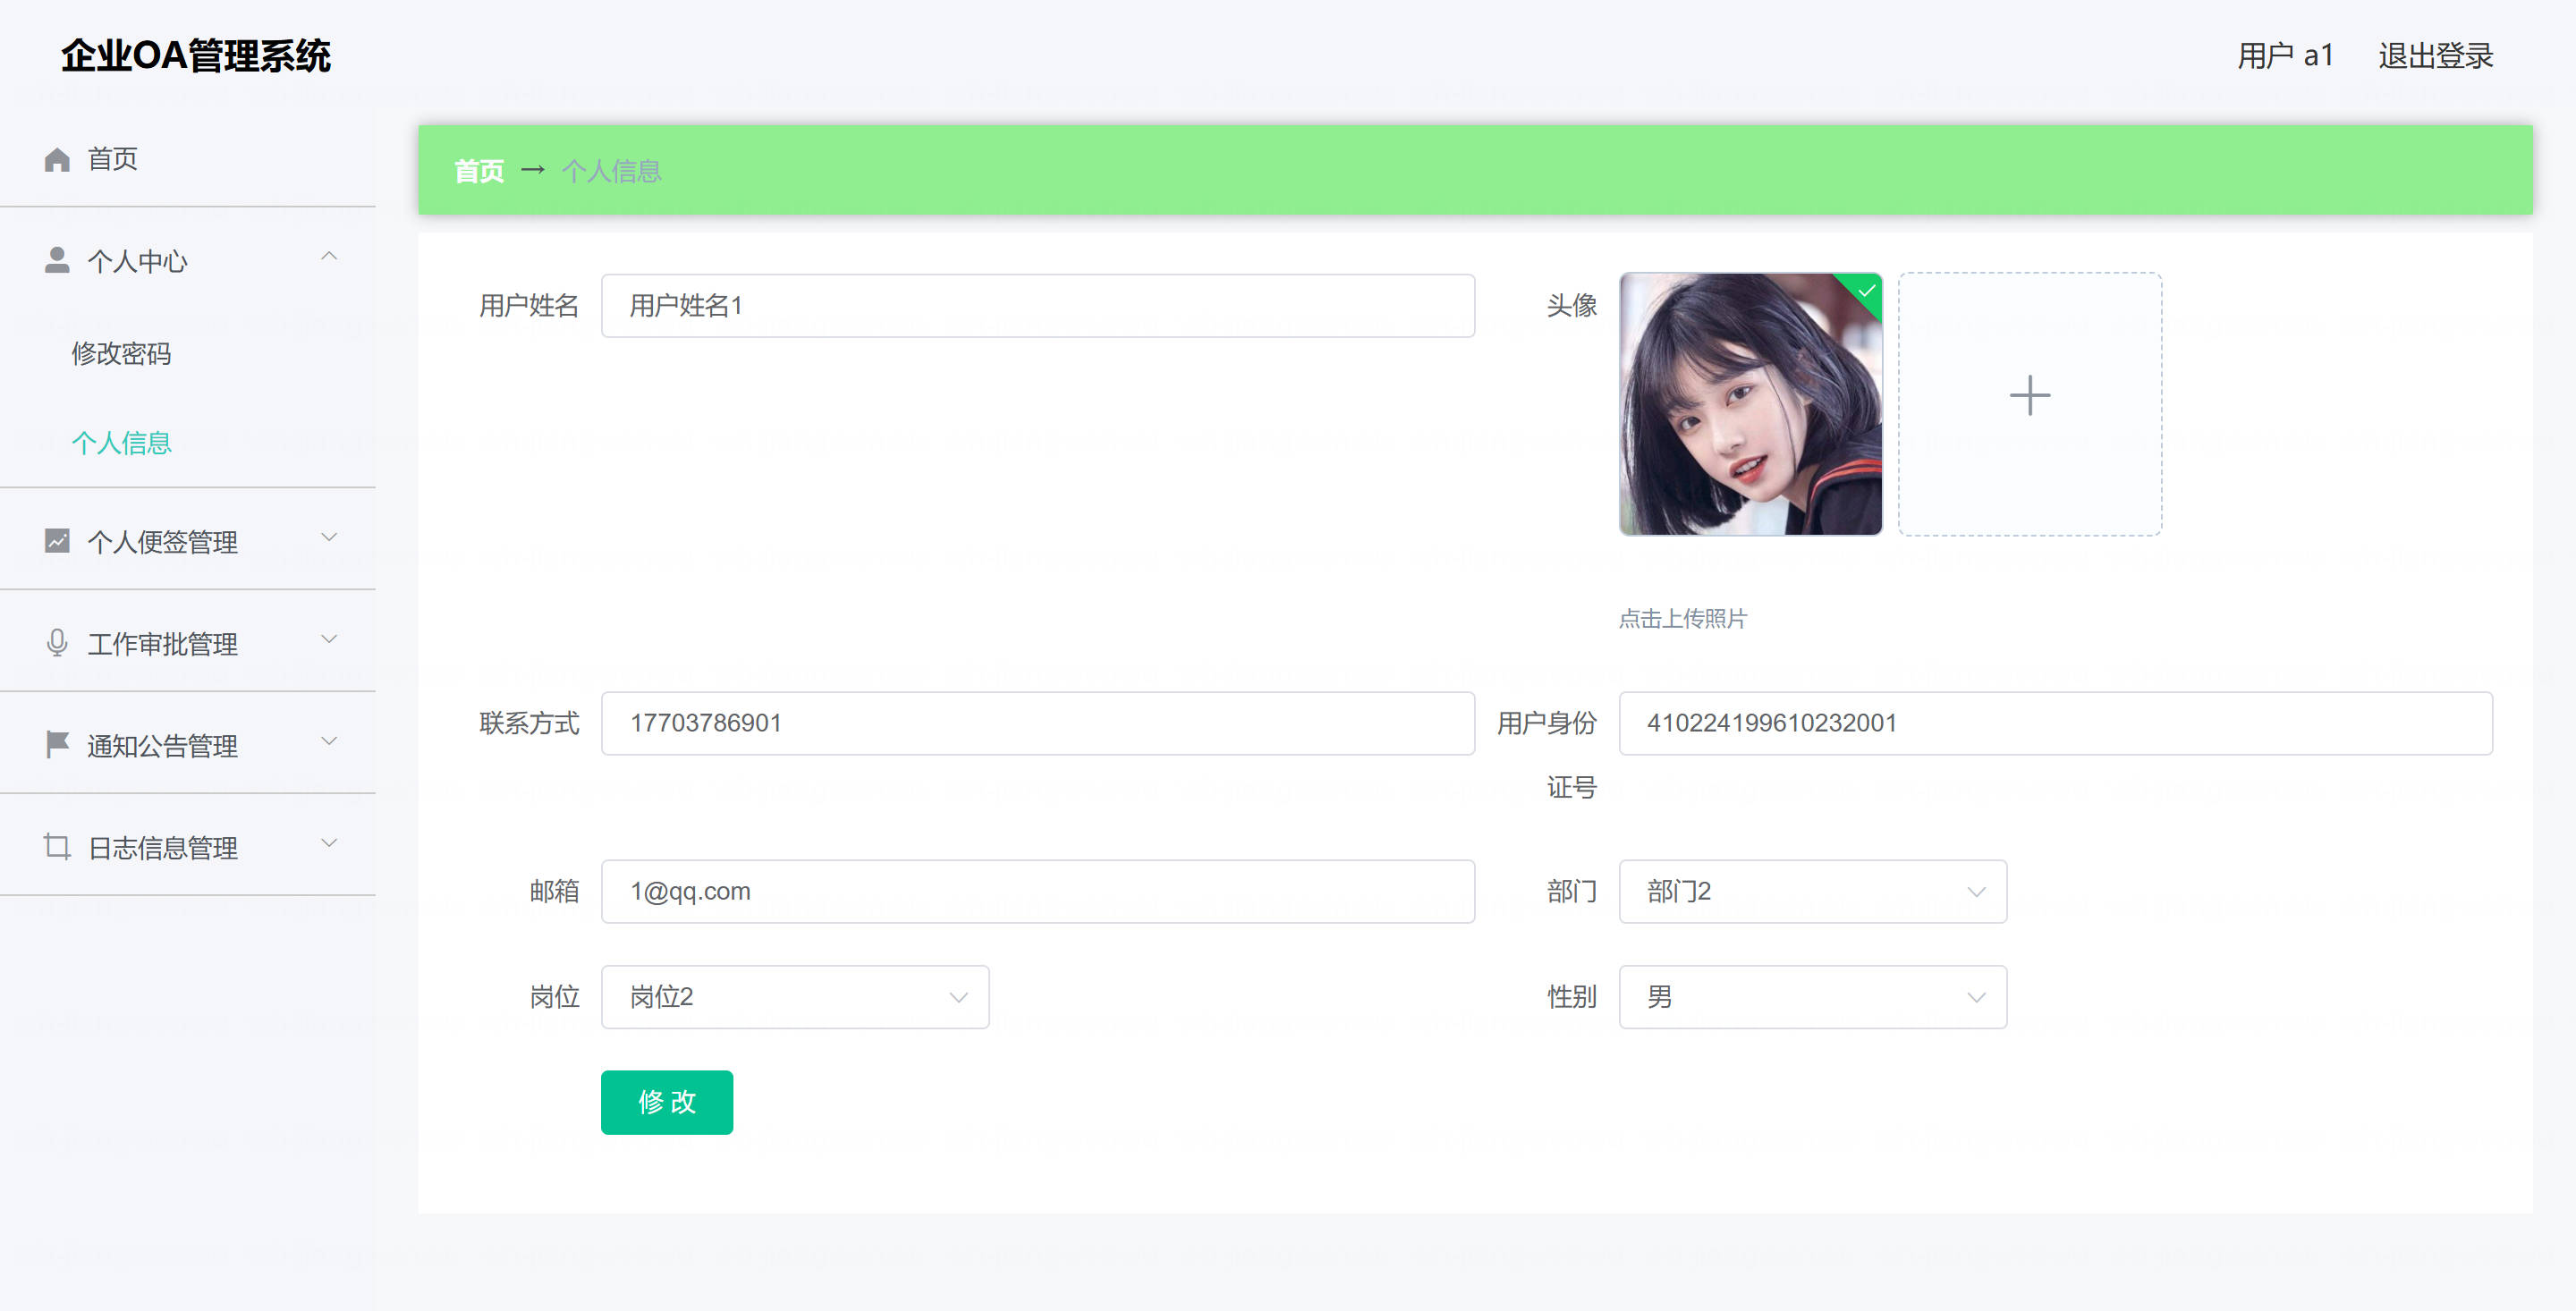 企业OA管理系统
用户 a1
退出登录
首页
个人中心
修改密码
个人信息
个人便签管理
工作审批管理
通知公告管理
日志信息管理
首页 → 个人信息
用户姓名 用户姓名1
头像
点击上传照片
联系方式 17703786901
用户身份证号 410224199610232001
邮箱 1@qq.com
部门 部门2
岗位 岗位2
性别 男
修 改